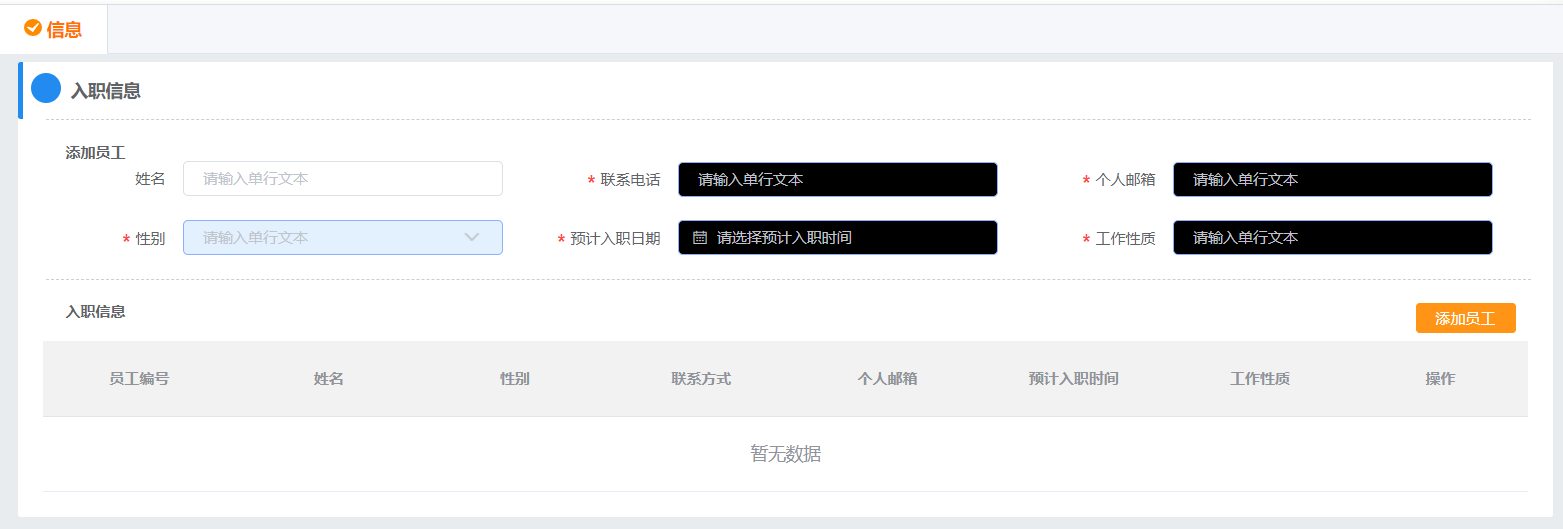 信息
入职信息
添加员工
姓名 请输入单行文本 * 联系电话 请输入单行文本 * 个人邮箱 请输入单行文本
* 性别 请输入单行文本 * 预计入职日期 请选择预计入职时间 * 工作性质 请输入单行文本
入职信息 添加员工
员工编号 姓名 性别 联系方式 个人邮箱 预计入职时间 工作性质 操作
暂无数据